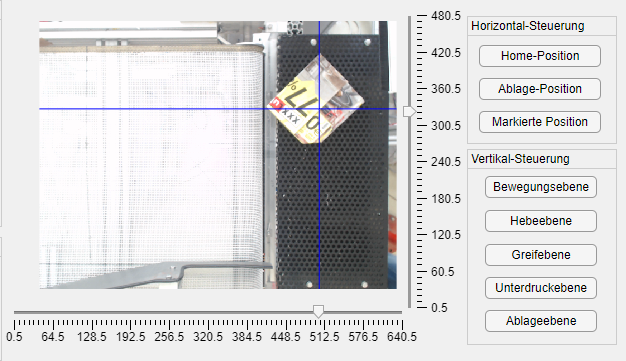 480.5
420.5
360.5
300.5
240.5
180.5
120.5
60.5
0.5
0.5 64.5 128.5 192.5 256.5 320.5 384.5 448.5 512.5 576.5 640.5
Horizontal-Steuerung
Home-Position
Ablage-Position
Markierte Position
Vertikal-Steuerung
Bewegungsebene
Hebeebene
Greifebene
Unterdruckebene
Ablageebene